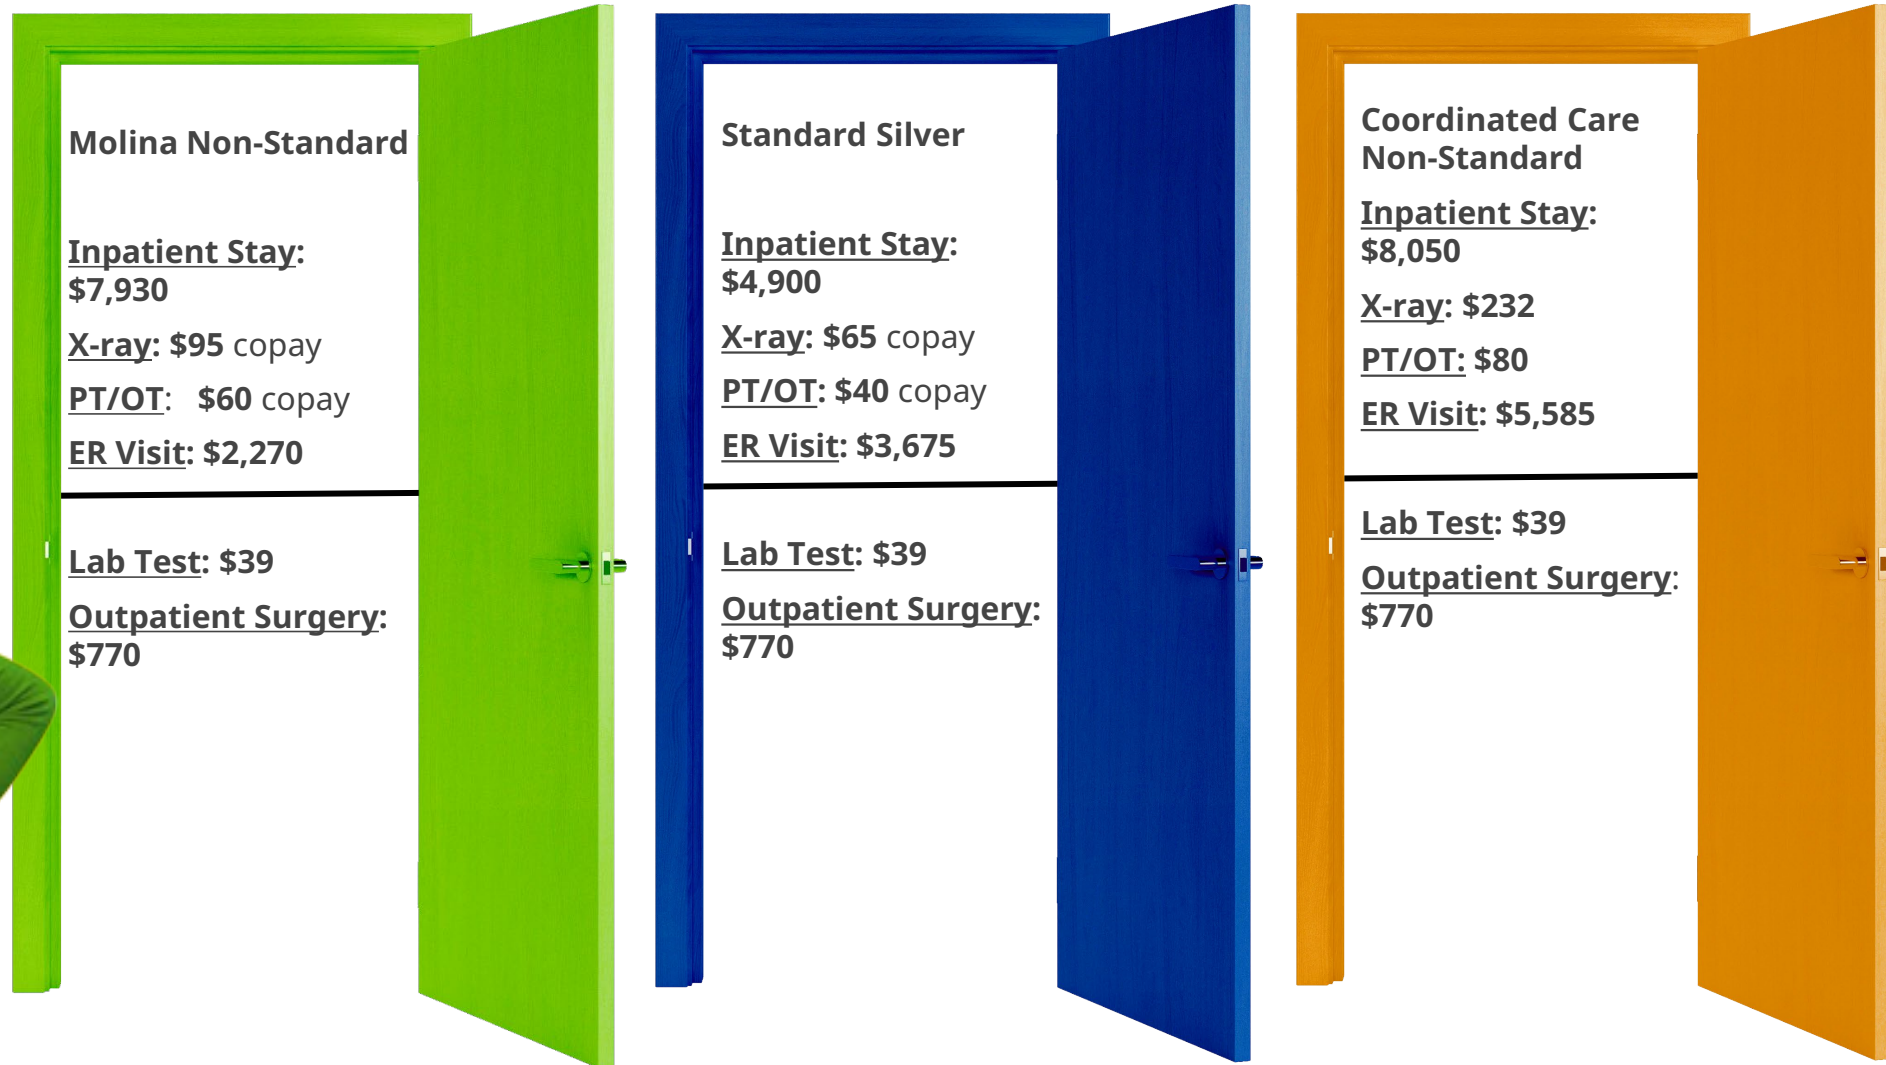 Molina Non-Standard
Inpatient Stay:
$7,930
X-ray: $95 copay
PT/OT: $60 copay
ER Visit: $2,270
Lab Test: $39
Outpatient Surgery:
$770
Standard Silver
Inpatient Stay:
$4,900
X-ray: $65 copay
PT/OT: $40 copay
ER Visit: $3,675
Lab Test: $39
Outpatient Surgery:
$770
Coordinated Care
Non-Standard
Inpatient Stay:
$8,050
X-ray: $232
PT/OT: $80
ER Visit: $5,585
Lab Test: $39
Outpatient Surgery:
$770